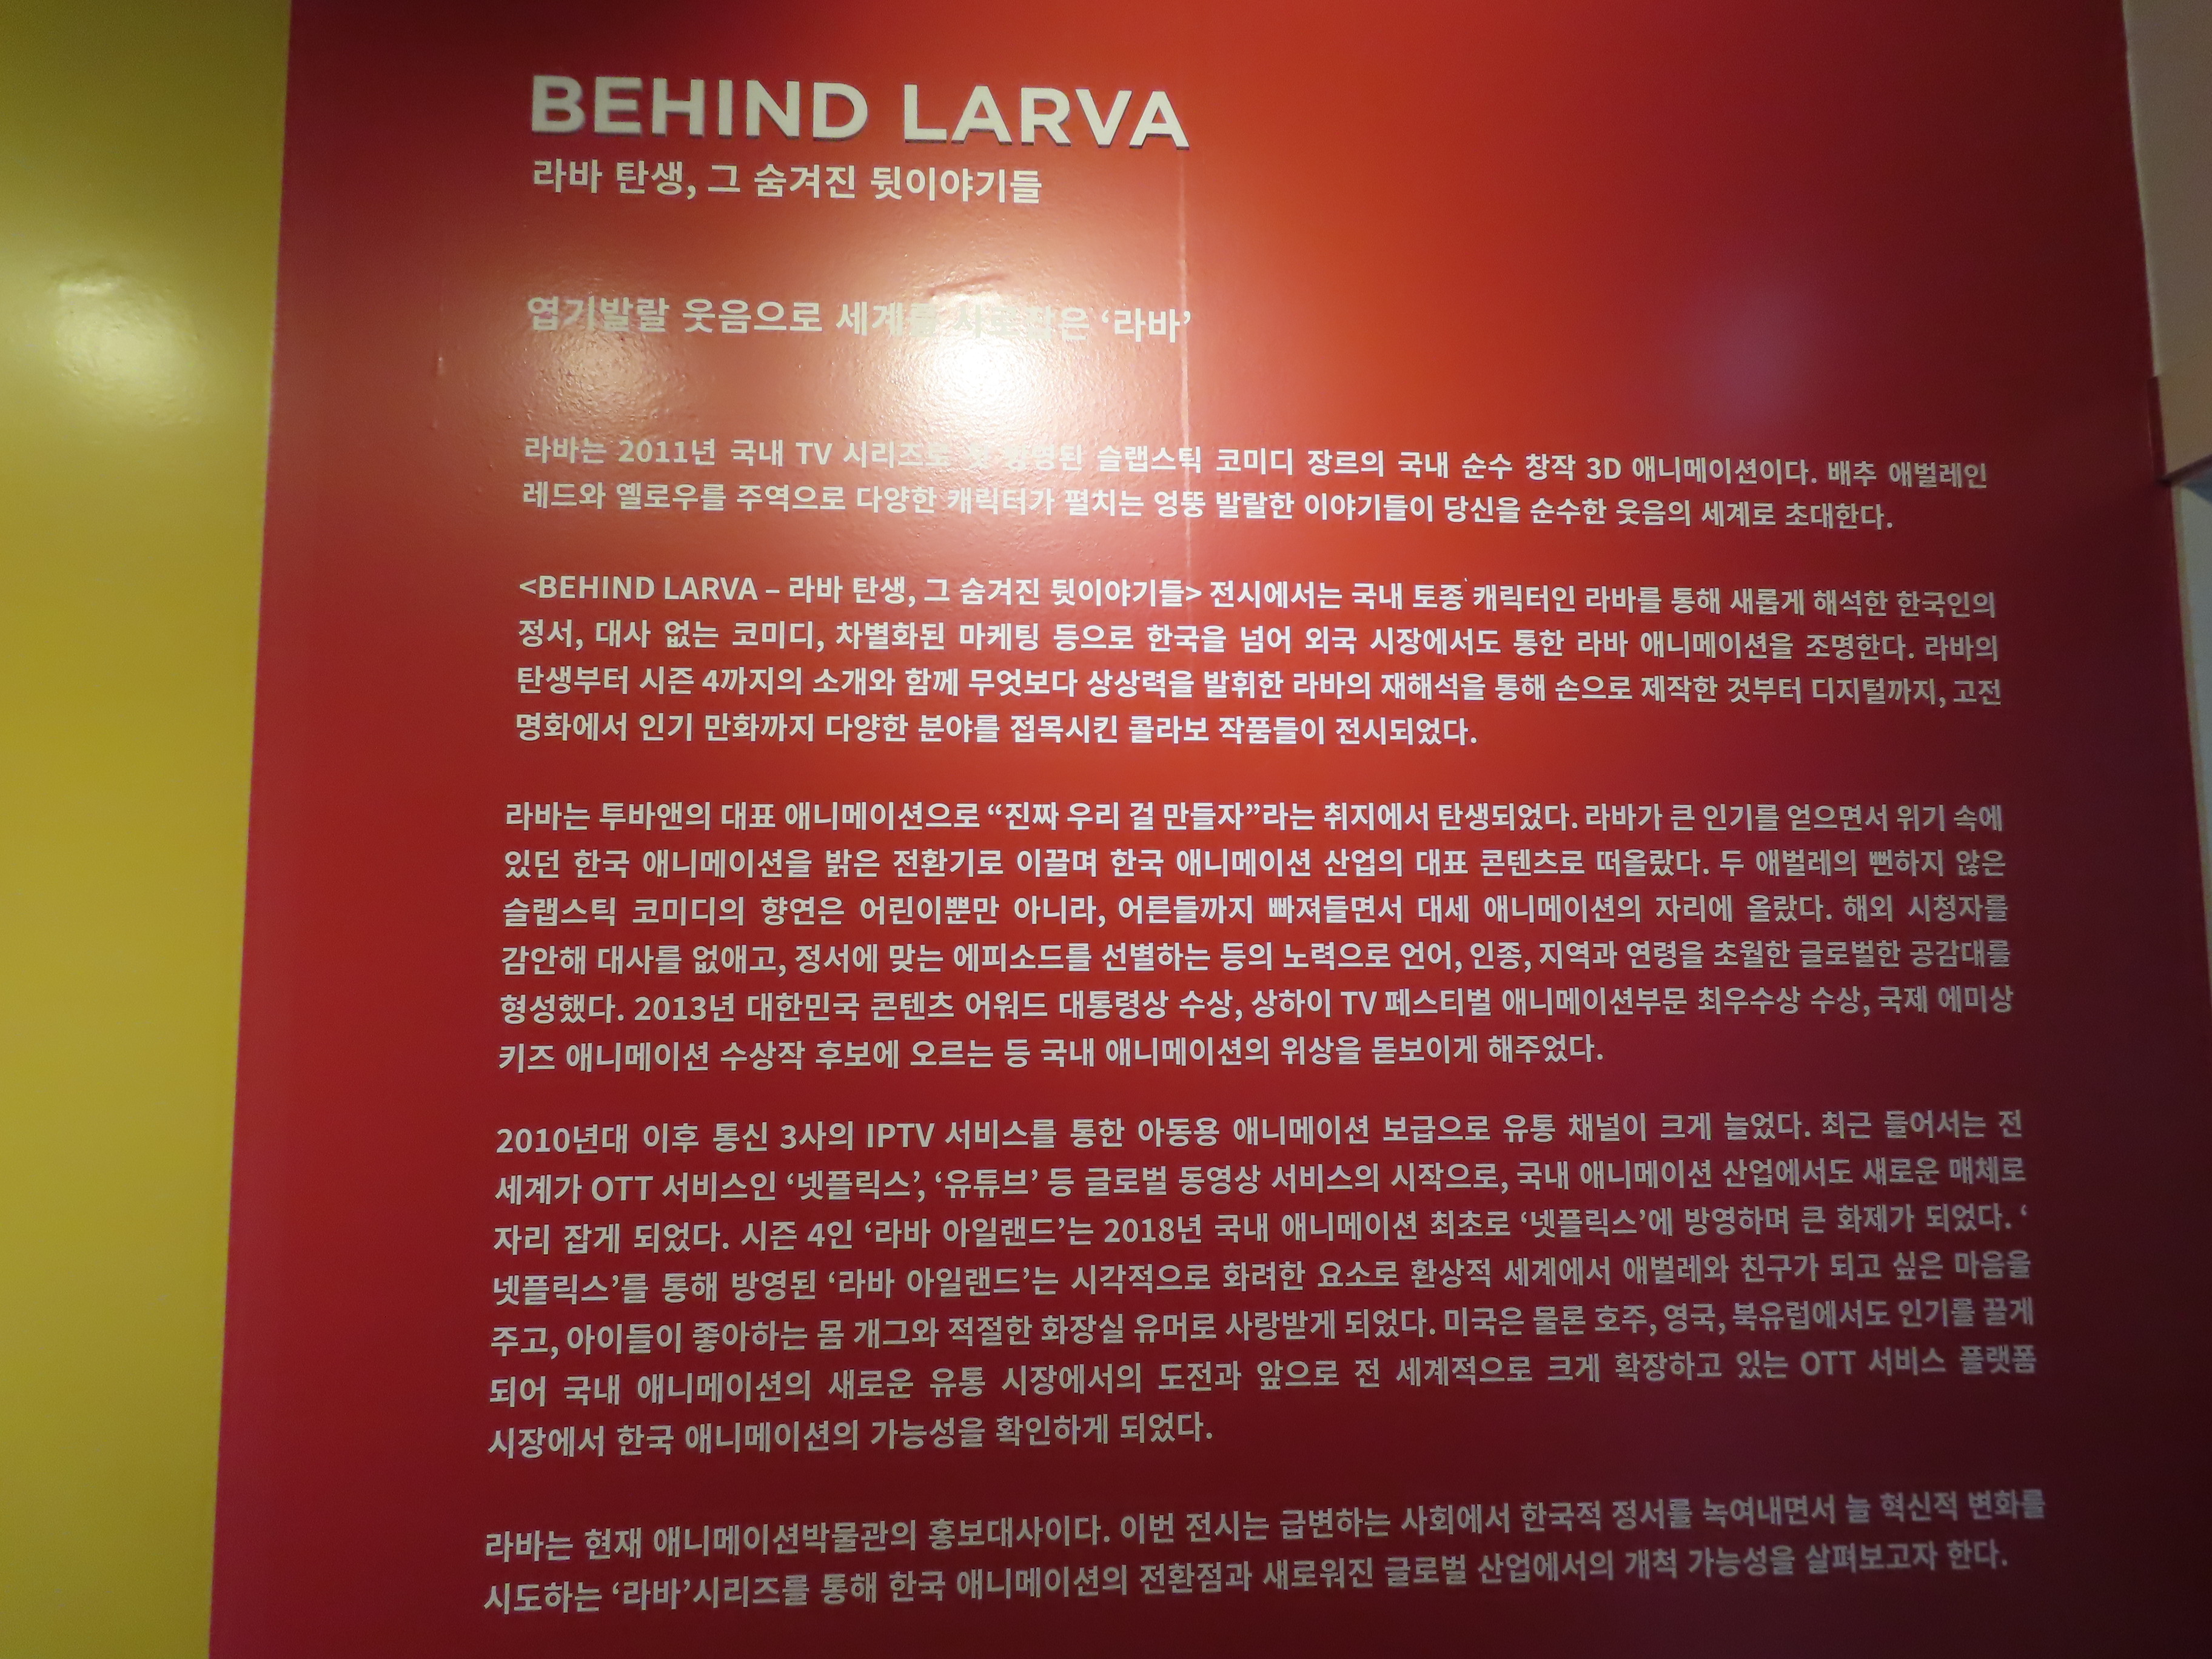 BEHIND LARVA
라바 탄생, 그 숨겨진 뒷이야기들
엽기발랄 웃음으로 세계를 사로잡은 ‘라바’
라바는 2011년 국내 TV 시리즈로 첫 방영된 슬랩스틱 코미디 장르의 국내 순수 창작 3D 애니메이션이다. 배추 애벌레인
레드와 옐로우를 주역으로 다양한 캐릭터가 펼치는 엉뚱 발랄한 이야기들이 당신을 순수한 웃음의 세계로 초대한다.
<BEHIND LARVA – 라바 탄생, 그 숨겨진 뒷이야기들> 전시에서는 국내 토종 캐릭터인 라바를 통해 새롭게 해석한 한국인의
정서, 대사 없는 코미디, 차별화된 마케팅 등으로 한국을 넘어 외국 시장에서도 통한 라바 애니메이션을 조명한다. 라바의
탄생부터 시즌 4까지의 소개와 함께 무엇보다 상상력을 발휘한 라바의 재해석을 통해 손으로 제작한 것부터 디지털까지, 고전
명화에서 인기 만화까지 다양한 분야를 접목시킨 콜라보 작품들이 전시되었다.
라바는 투바앤의 대표 애니메이션으로 “진짜 우리 걸 만들자”라는 취지에서 탄생되었다. 라바가 큰 인기를 얻으면서 위기 속에
있던 한국 애니메이션을 밝은 전환기로 이끌며 한국 애니메이션 산업의 대표 콘텐츠로 떠올랐다. 두 애벌레의 뻔하지 않은
슬랩스틱 코미디의 향연은 어린이뿐만 아니라, 어른들까지 빠져들면서 대세 애니메이션의 자리에 올랐다. 해외 시청자를
감안해 대사를 없애고, 정서에 맞는 에피소드를 선별하는 등의 노력으로 언어, 인종, 지역과 연령을 초월한 글로벌한 공감대를
형성했다. 2013년 대한민국 콘텐츠 어워드 대통령상 수상, 상하이 TV 페스티벌 애니메이션부문 최우수상 수상, 국제 에미상
키즈 애니메이션 수상작 후보에 오르는 등 국내 애니메이션의 위상을 돋보이게 해주었다.
2010년대 이후 통신 3사의 IPTV 서비스를 통한 아동용 애니메이션 보급으로 유통 채널이 크게 늘었다. 최근 들어서는 전
세계가 OTT 서비스인 ‘넷플릭스’, ‘유튜브’ 등 글로벌 동영상 서비스의 시작으로, 국내 애니메이션 산업에서도 새로운 매체로
자리 잡게 되었다. 시즌 4인 ‘라바 아일랜드’는 2018년 국내 애니메이션 최초로 ‘넷플릭스’에 방영하며 큰 화제가 되었다. ‘
넷플릭스’를 통해 방영된 ‘라바 아일랜드’는 시각적으로 화려한 요소로 환상적 세계에서 애벌레와 친구가 되고 싶은 마음을
주고, 아이들이 좋아하는 몸 개그와 적절한 화장실 유머로 사랑받게 되었다. 미국은 물론 호주, 영국, 북유럽에서도 인기를 끌게
되어 국내 애니메이션의 새로운 유통 시장에서의 도전과 앞으로 전 세계적으로 크게 확장하고 있는 OTT 서비스 플랫폼
시장에서 한국 애니메이션의 가능성을 확인하게 되었다.
라바는 현재 애니메이션박물관의 홍보대사이다. 이번 전시는 급변하는 사회에서 한국적 정서를 녹여내면서 늘 혁신적 변화를
시도하는 ‘라바’시리즈를 통해 한국 애니메이션의 전환점과 새로워진 글로벌 산업에서의 개척 가능성을 살펴보고자 한다.